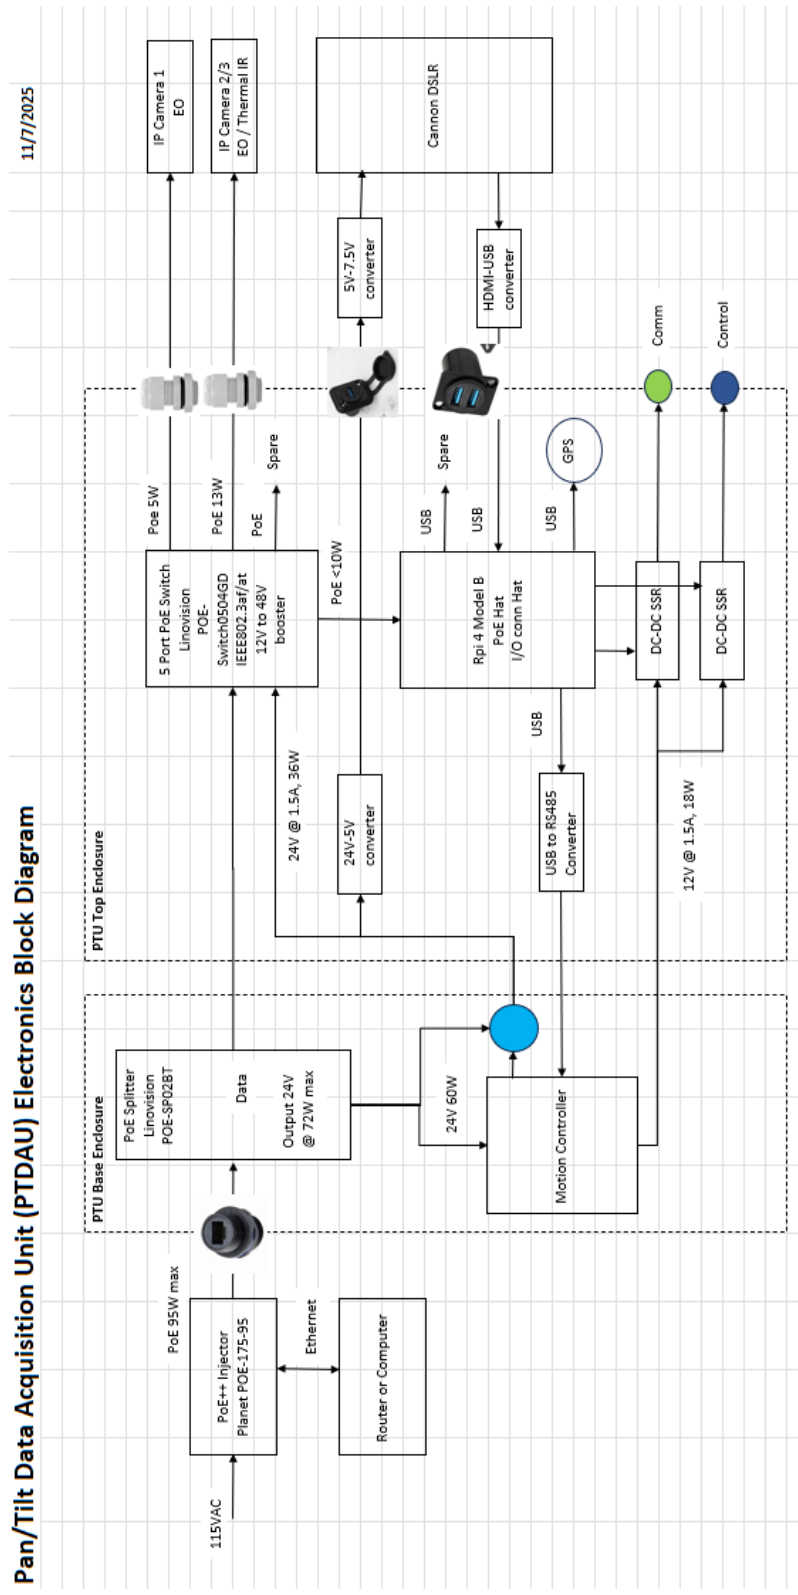 Pan/Tilt Data Acquisition Unit (PTDAU) Electronics Block Diagram
11/7/2025
115VAC
PoE++ Injector
Planet POE-175-95
PoE 95W max
Ethernet
Router or Computer
PTU Base Enclosure
PoE Splitter
Linovision
POE-SP02BT
Data
Output 24V
@ 72W max
24V 60W
Motion Controller
PTU Top Enclosure
24V @ 1.5A, 36W
24V-5V
converter
USB to RS485
Converter
USB
12V @ 1.5A, 18W
5 Port PoE Switch
Linovision
POE-
Switch0504GD
IEEE802.3af/at
12V to 48V
booster
Poe 5W
PoE 13W
PoE
Spare
PoE <10W
Rpi 4 Model B
PoE Hat
I/O conn Hat
USB
Spare
USB
USB
GPS
DC-DC SSR
DC-DC SSR
Comm
Control
IP Camera 1
EO
IP Camera 2/3
EO / Thermal IR
5V-7.5V
converter
HDMI-USB
converter
Cannon DSLR